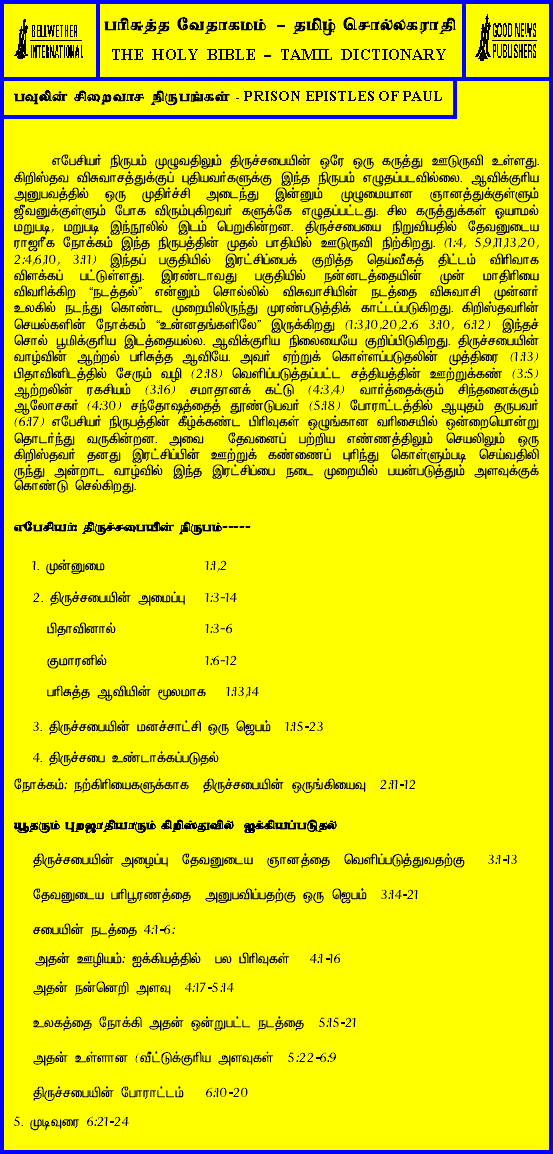 BELLWETHER
INTERNATIONAL
பரிசுத்த வேதாகமம் – தமிழ் சொல்லகராதி
THE HOLY BIBLE – TAMIL DICTIONARY
GOOD NEWS
PUBLISHERS
பவுலின் சிறைவாச நிருபங்கள் - PRISON EPISTLES OF PAUL
எபேசியர் நிருபம் முழுவதிலும் திருச்சபையின் ஒரே ஒரு கருத்து ஊடுருவி உள்ளது.
கிறிஸ்தவ விசுவாசத்துக்குப் புதியவர்களுக்கு இந்த நிருபம் எழுதப்படவில்லை. ஆவிக்குரிய
அனுபவத்தில் ஒரு முதிர்ச்சி அடைந்து இன்னும் முழுமையான ஞானத்துக்குள்ளும்
ஜீவனுக்குள்ளும் போக விரும்புகிறவர் களுக்கே எழுதப்பட்டது. சில கருத்துக்கள் ஓயாமல்
மறுபடி, மறுபடி இந்நூலில் இடம் பெறுகின்றன. திருச்சபையை நிறுவியதில் தேவனுடைய
ராஜரீக நோக்கம் இந்த நிருபத்தின் முதல் பாதியில் ஊடுருவி நிற்கிறது. (1:4, 5,9,11,13,20,
2:4,6,10, 3:11) இந்தப் பகுதியில் இரட்சிப்பைக் குறித்த தெய்வீகத் திட்டம் விரிவாக
விளக்கப் பட்டுள்ளது. இரண்டாவது பகுதியில் நன்னடத்தையின் முன் மாதிரியை
விவரிக்கிற “நடத்தல்” என்னும் சொல்லில் விசுவாசியின் நடத்தை விசுவாசி முன்னர்
உலகில் நடந்து கொண்ட முறையிலிருந்து முரண்படுத்திக் காட்டப்படுகிறது. கிறிஸ்தவரின்
செயல்களின் நோக்கம் “உன்னதங்களிலே” இருக்கிறது (1:3,10,20,2:6 3:10, 6:12) இந்தச்
சொல் பூமிக்குரிய இடத்தையல்ல. ஆவிக்குரிய நிலையையே குறிப்பிடுகிறது. திருச்சபையின்
வாழ்வின் ஆற்றல் பரிசுத்த ஆவியே. அவர் ஏற்றுக் கொள்ளப்படுதலின் முத்திரை (1:13)
பிதாவினிடத்தில் சேரும் வழி (2:18) வெளிப்படுத்தப்பட்ட சத்தியத்தின் ஊற்றுக்கண் (3:5)
ஆற்றலின் ரகசியம் (3:16) சமாதானக் கட்டு (4:3,4) வார்த்தைக்கும் சிந்தனைக்கும்
ஆலோசகர் (4:30) சந்தோஷத்தைத் தூண்டுபவர் (5:18) போராட்டத்தில் ஆயுதம் தருபவர்
(6:17) எபேசியர் நிருபத்தின் கீழ்க்கண்ட பிரிவுகள் ஒழுங்கான வரிசையில் ஒன்றையொன்று
தொடர்ந்து வருகின்றன. அவை தேவனைப் பற்றிய எண்ணத்திலும் செயலிலும் ஒரு
கிறிஸ்தவர் தனது இரட்சிப்பின் ஊற்றுக் கண்ணைப் புரிந்து கொள்ளும்படி செய்வதிலி
ருந்து அன்றாட வாழ்வில் இந்த இரட்சிப்பை நடை முறையில் பயன்படுத்தும் அளவுக்குக்
கொண்டு செல்கிறது.
எபேசியர்: திருச்சபையின் நிருபம்-----
1. முன்னுமை 1:1,2
2. திருச்சபையின் அமைப்பு 1:3-14
பிதாவினால் 1:3-6
குமாரனில் 1:6-12
பரிசுத்த ஆவியின் மூலமாக 1:13,14
3. திருச்சபையின் மனச்சாட்சி ஒரு ஜெபம் 1:15-23
4. திருச்சபை உண்டாக்கப்படுதல்
நோக்கம்: நற்கிரியைகளுக்காக திருச்சபையின் ஒருங்கியைவு 2:11-12
யூதரும் புறஜாதியாரும் கிறிஸ்துவில் ஐக்கியப்படுதல்
திருச்சபையின் அழைப்பு தேவனுடைய ஞானத்தை வெளிப்படுத்துவதற்கு 3:1-13
தேவனுடைய பரிபூரணத்தை அனுபவிப்பதற்கு ஒரு ஜெபம் 3:14-21
சபையின் நடத்தை 4:1-6:
அதன் ஊழியம்: ஐக்கியத்தில் பல பிரிவுகள் 4:1-16
அதன் நன்னெறி அளவு 4:17-5:14
உலகத்தை நோக்கி அதன் ஒன்றுபட்ட நடத்தை 5:15-21
அதன் உள்ளான (வீட்டுக்குரிய அளவுகள் 5:22-6:9
திருச்சபையின் போராட்டம் 6:10-20
5. முடிவுரை 6:21-24